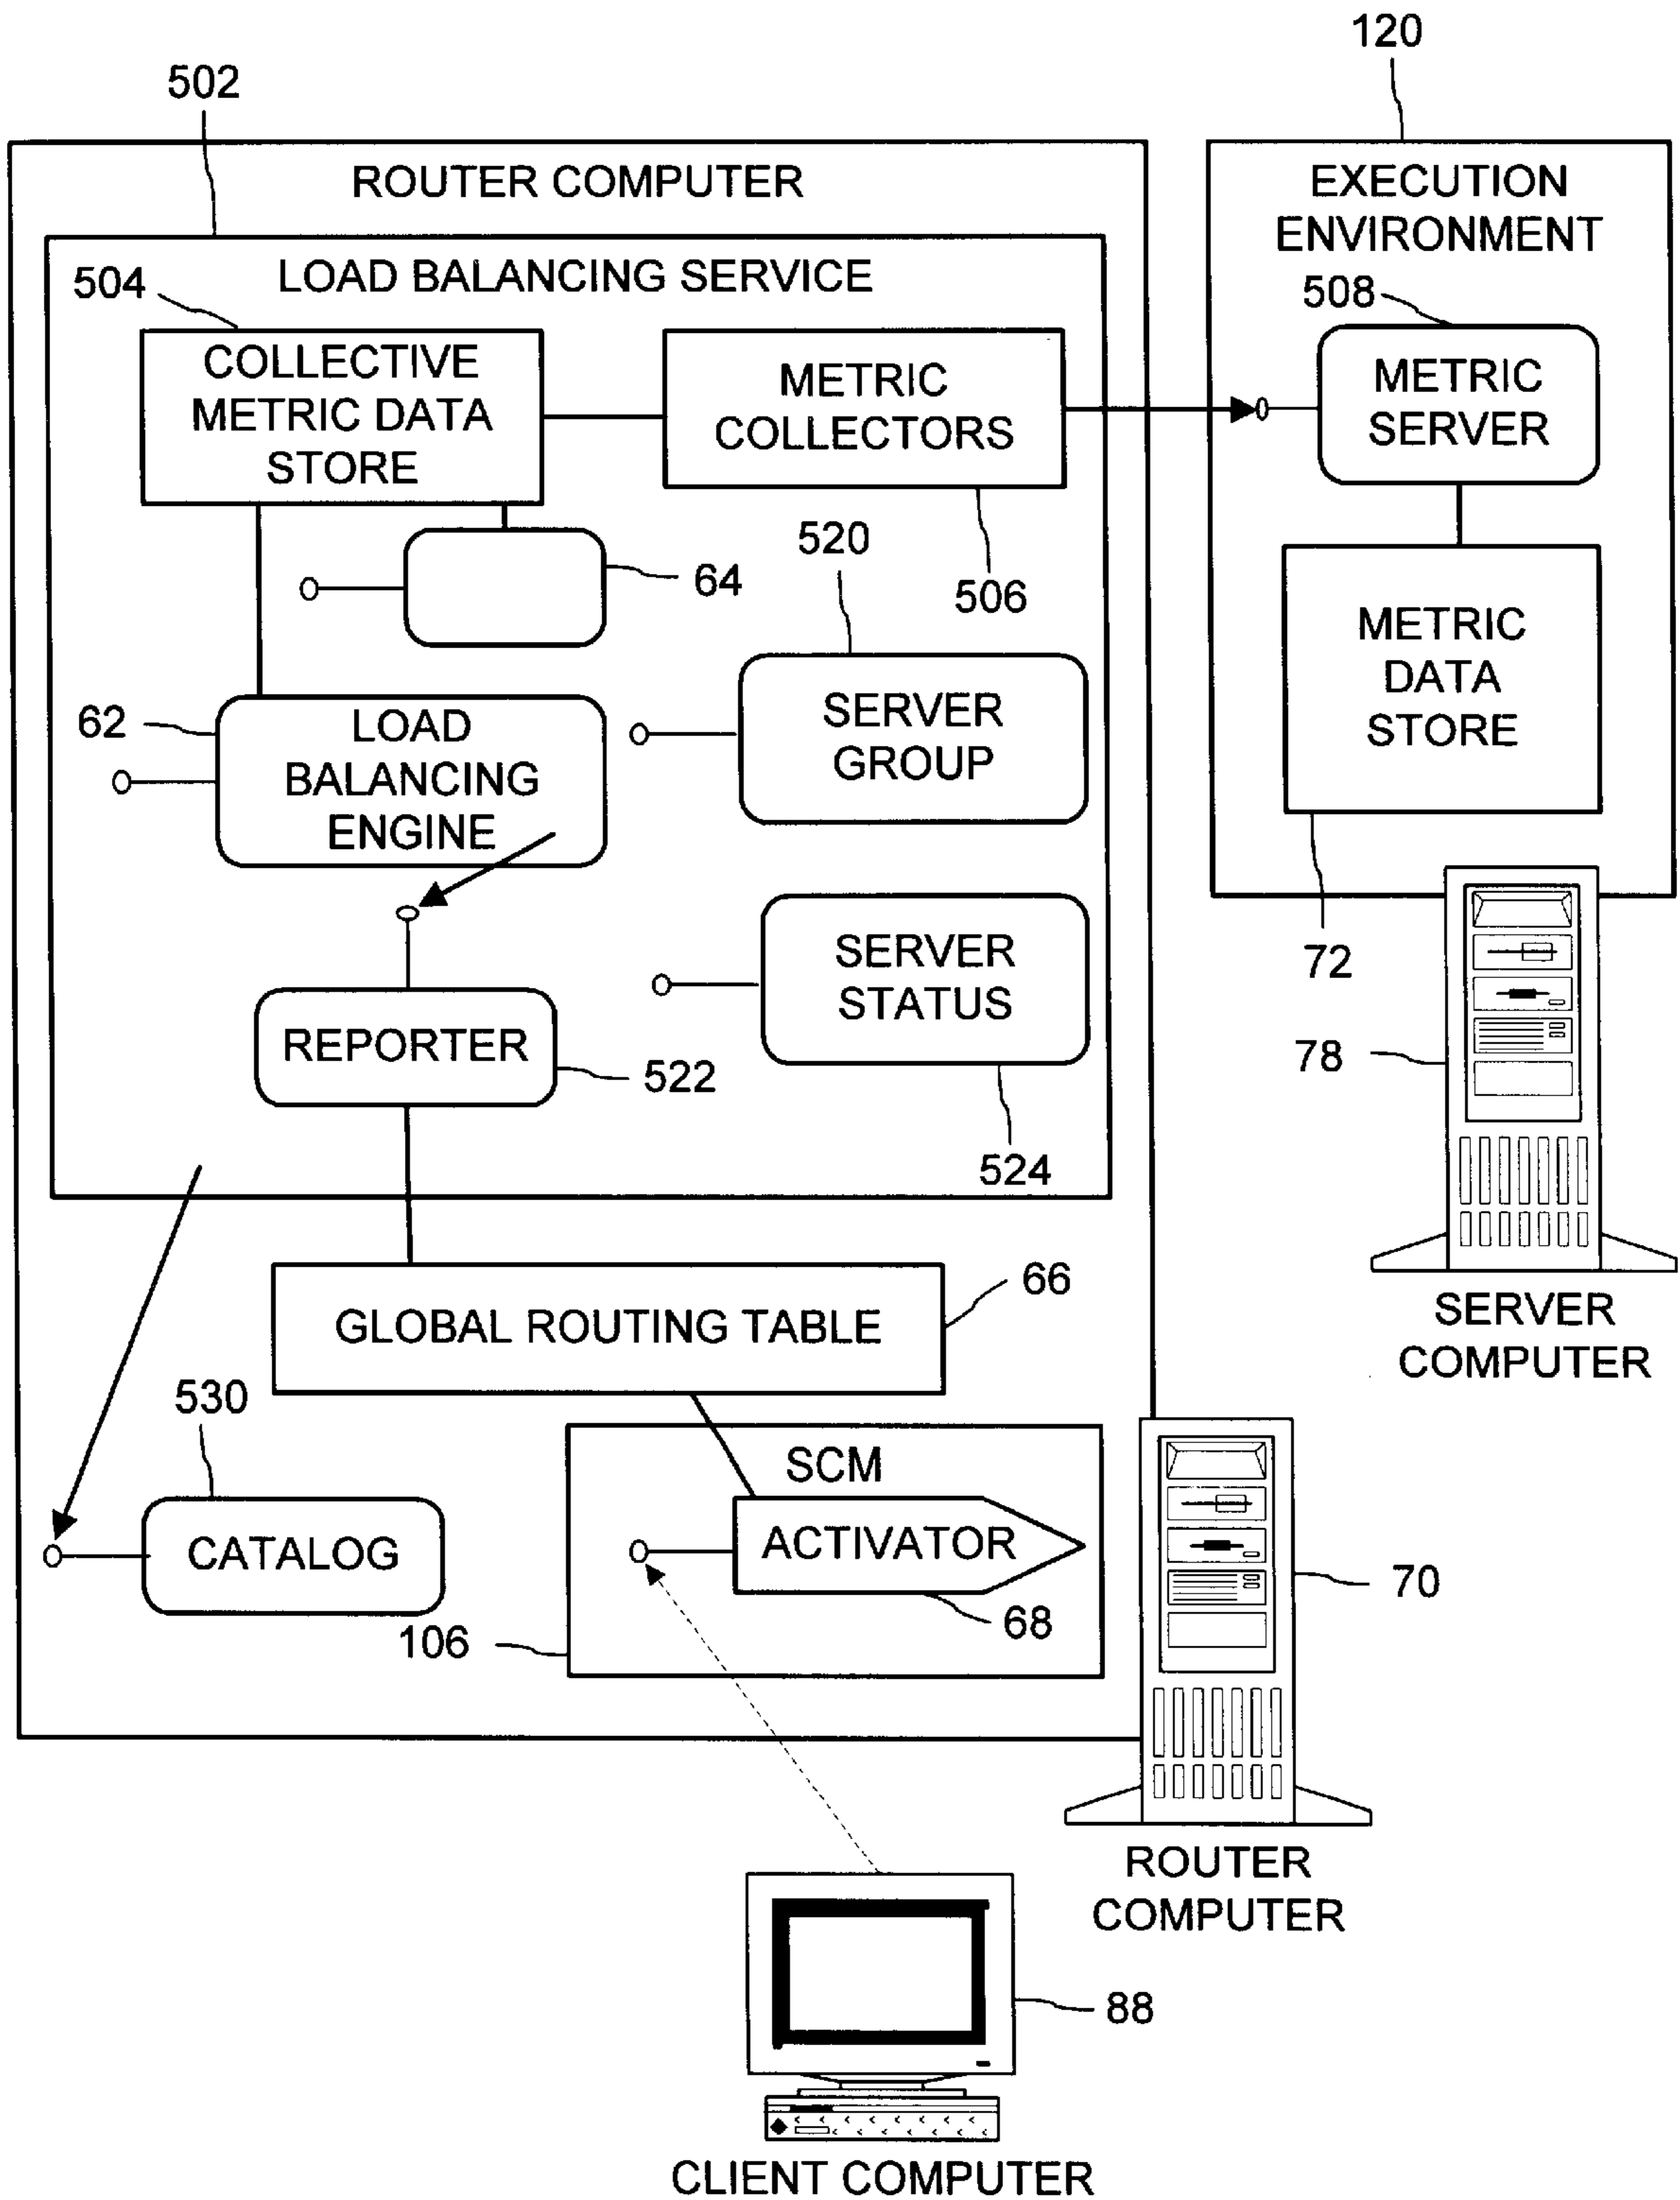 120
502
ROUTER COMPUTER
EXECUTION
ENVIRONMENT
LOAD BALANCING SERVICE
504
508
COLLECTIVE
METRIC DATA
STORE
METRIC
COLLECTORS
METRIC
SERVER
520
64
506
METRIC
DATA
STORE
62
LOAD
BALANCING
ENGINE
SERVER
GROUP
SERVER
STATUS
72
REPORTER
522
78
524
66
GLOBAL ROUTING TABLE
SERVER
COMPUTER
530
SCM
CATALOG
ACTIVATOR
70
106
68
ROUTER
COMPUTER
88
CLIENT COMPUTER